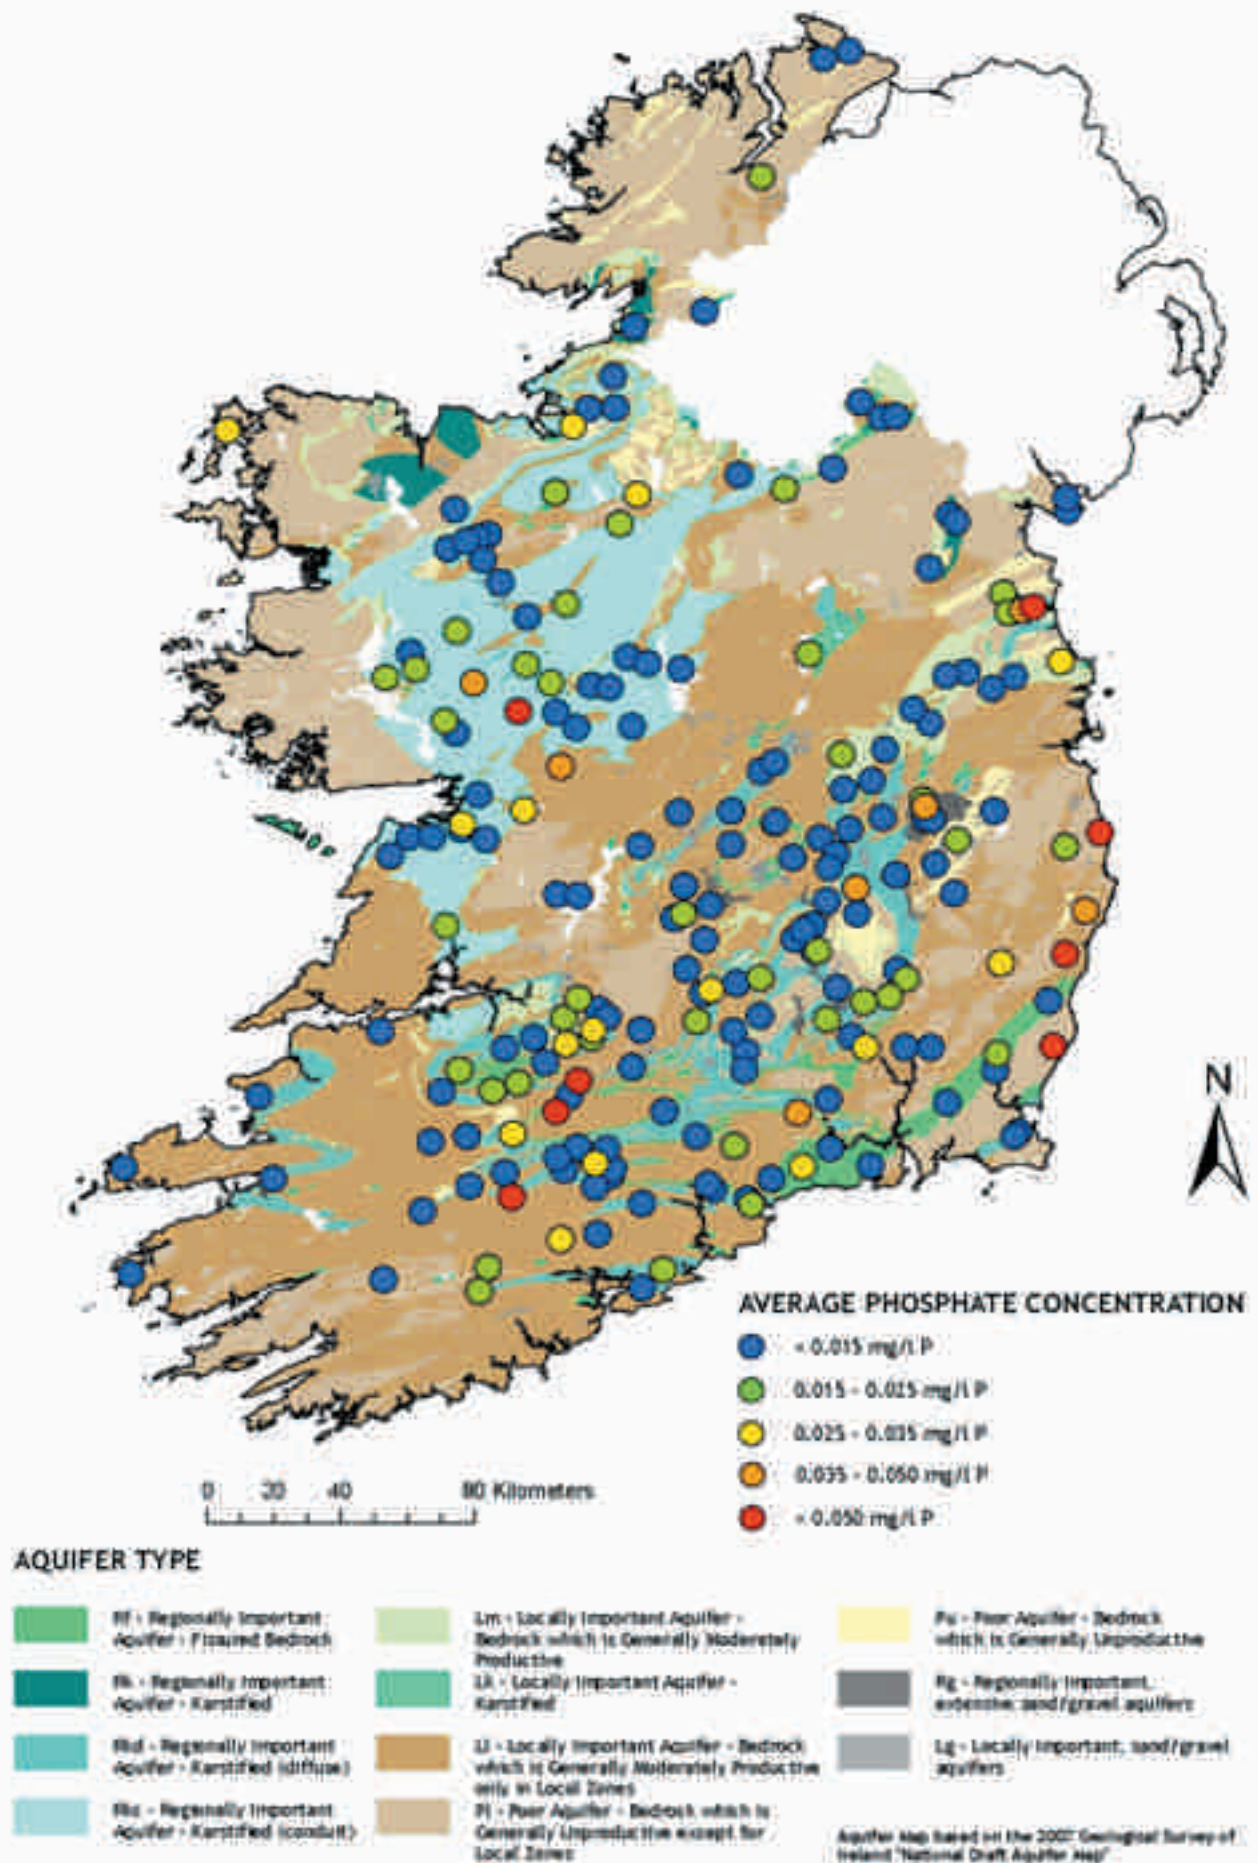 N
AVERAGE PHOSPHATE CONCENTRATION
< 0.015 mg/l P
0.015 - 0.025 mg/l P
0.025 - 0.035 mg/l P
0.035 - 0.050 mg/l P
< 0.050 mg/l P
0 20 40 80 Kilometers
AQUIFER TYPE
Rf - Regionally Important
Aquifer - Fissured Bedrock
Rk - Regionally Important
Aquifer - Karstified
Rkd - Regionally Important
Aquifer - Karstified (diffuse)
Rkc - Regionally Important
Aquifer - Karstified (conduit)
Lm - Locally Important Aquifer -
Bedrock which is Generally Moderately
Productive
Lk - Locally Important Aquifer -
Karstified
Ll - Locally Important Aquifer - Bedrock
which is Generally Moderately Productive
only in Local Zones
Pl - Poor Aquifer - Bedrock which is
Generally Unproductive except for
Local Zones
Pu - Poor Aquifer - Bedrock
which is Generally Unproductive
Rg - Regionally Important,
extensive sand/gravel aquifers
Lg - Locally Important, sand/gravel
aquifers
Aquifer Map based on the 2007 Geological Survey of
Ireland "National Draft Aquifer Map"